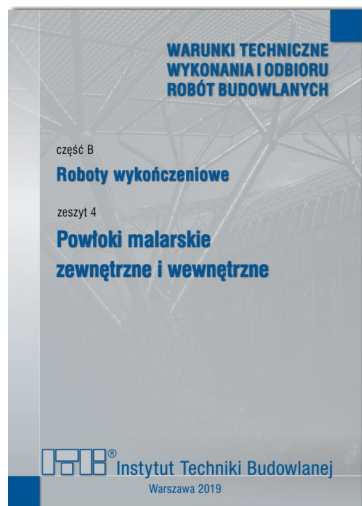 WARUNKI TECHNICZNE
WYKONANIA I ODBIORU
ROBÓT BUDOWLANYCH
część B
Roboty wykończeniowe
zeszyt 4
Powłoki malarskie
zewnętrzne i wewnętrzne
ITB® Instytut Techniki Budowlanej
Warszawa 2019